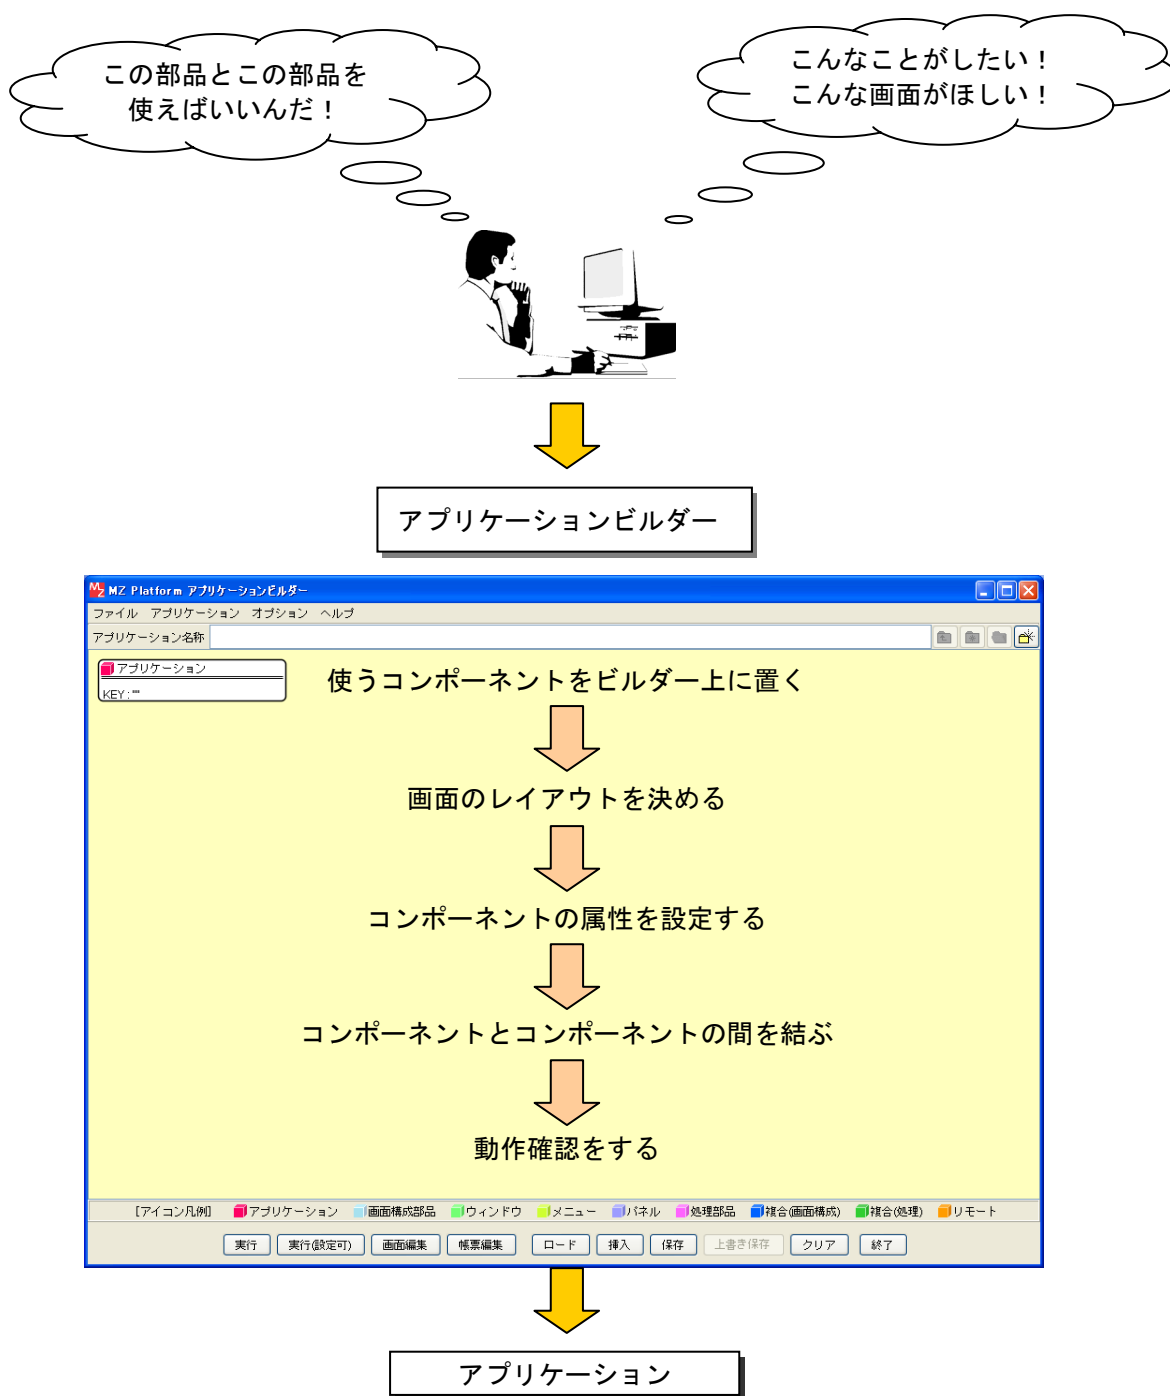 この部品とこの部品を
使えばいいんだ！
こんなことがしたい！
こんな画面がほしい！
アプリケーションビルダー
MZ Platform アプリケーションビルダー
ファイル アプリケーション オプション ヘルプ
アプリケーション名称
アプリケーション
KEY:""
使うコンポーネントをビルダー上に置く
画面のレイアウトを決める
コンポーネントの属性を設定する
コンポーネントとコンポーネントの間を結ぶ
動作確認をする
[アイコン凡例] アプリケーション 画面構成部品 ウィンドウ メニュー パネル 処理部品 複合(画面構成) 複合(処理) リモート
実行 実行(設定可) 画面編集 帳票編集 ロード 挿入 保存 上書き保存 クリア 終了
アプリケーション